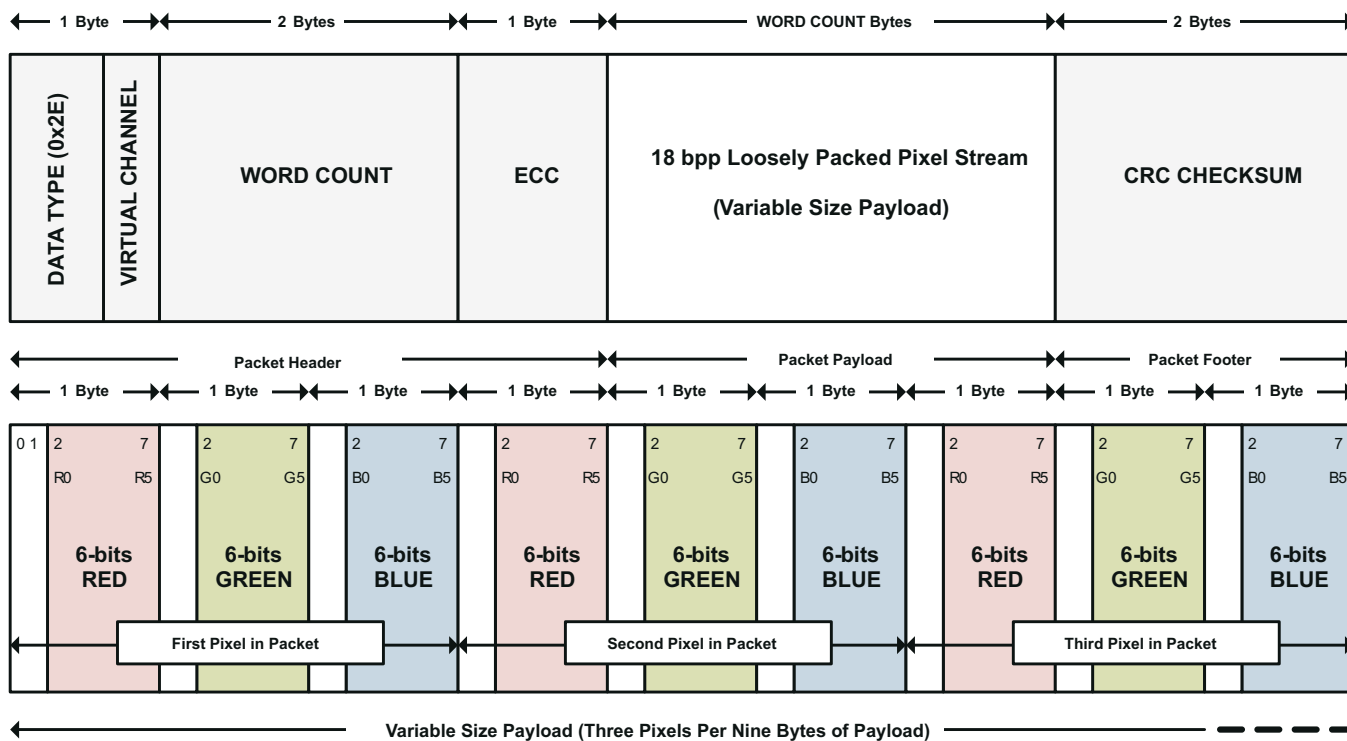 1 Byte 2 Bytes 1 Byte WORD COUNT Bytes 2 Bytes
DATA TYPE (0x2E)
VIRTUAL CHANNEL
WORD COUNT
ECC
18 bpp Loosely Packed Pixel Stream
(Variable Size Payload)
CRC CHECKSUM
Packet Header Packet Payload Packet Footer
1 Byte 1 Byte 1 Byte 1 Byte 1 Byte 1 Byte 1 Byte 1 Byte 1 Byte
0 1 2 7 2 7 2 7 2 7 2 7 2 7 2 7 2 7 2 7
R0 R5 G0 G5 B0 B5 R0 R5 G0 G5 B0 B5 R0 R5 G0 G5 B0 B5
6-bits 6-bits 6-bits 6-bits 6-bits 6-bits 6-bits 6-bits 6-bits
RED GREEN BLUE RED GREEN BLUE RED GREEN BLUE
First Pixel in Packet Second Pixel in Packet Third Pixel in Packet
Variable Size Payload (Three Pixels Per Nine Bytes of Payload)